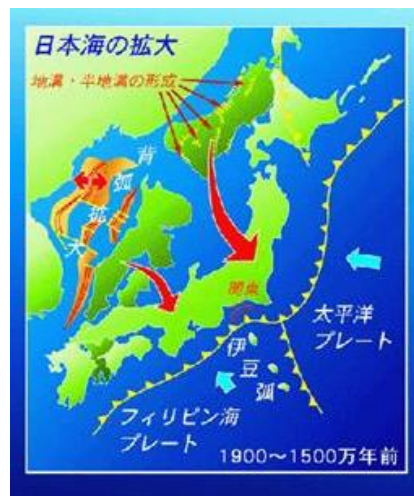 日本海の拡大
地溝・半地溝の形成
背
弧
拡
大
関東
太平洋
プレート
伊
豆
弧
フィリピン海
プレート
1900～1500万年前